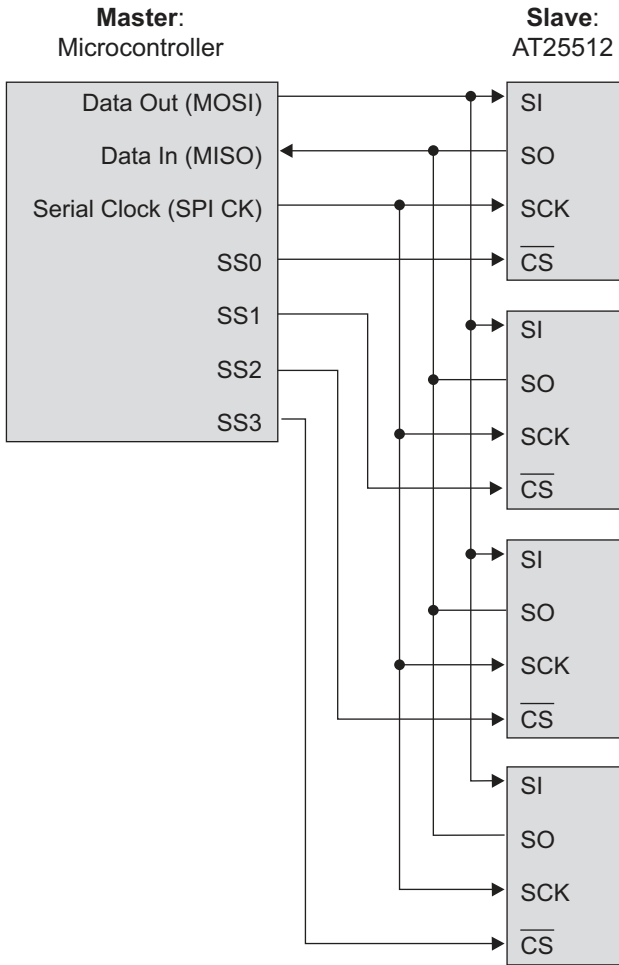 Master:
Microcontroller
Slave:
AT25512
Data Out (MOSI)
Data In (MISO)
Serial Clock (SPI CK)
SS0
SS1
SS2
SS3
SI
SO
SCK
CS
SI
SO
SCK
CS
SI
SO
SCK
CS
SI
SO
SCK
CS